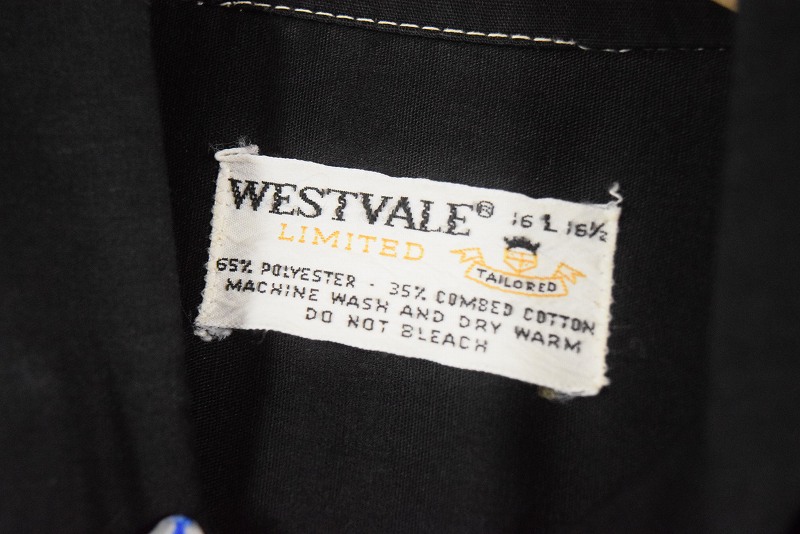 WESTVALE® 16 L 16½
LIMITED
TAILORED
65% POLYESTER - 35% COMBED COTTON
MACHINE WASH AND DRY WARM
DO NOT BLEACH